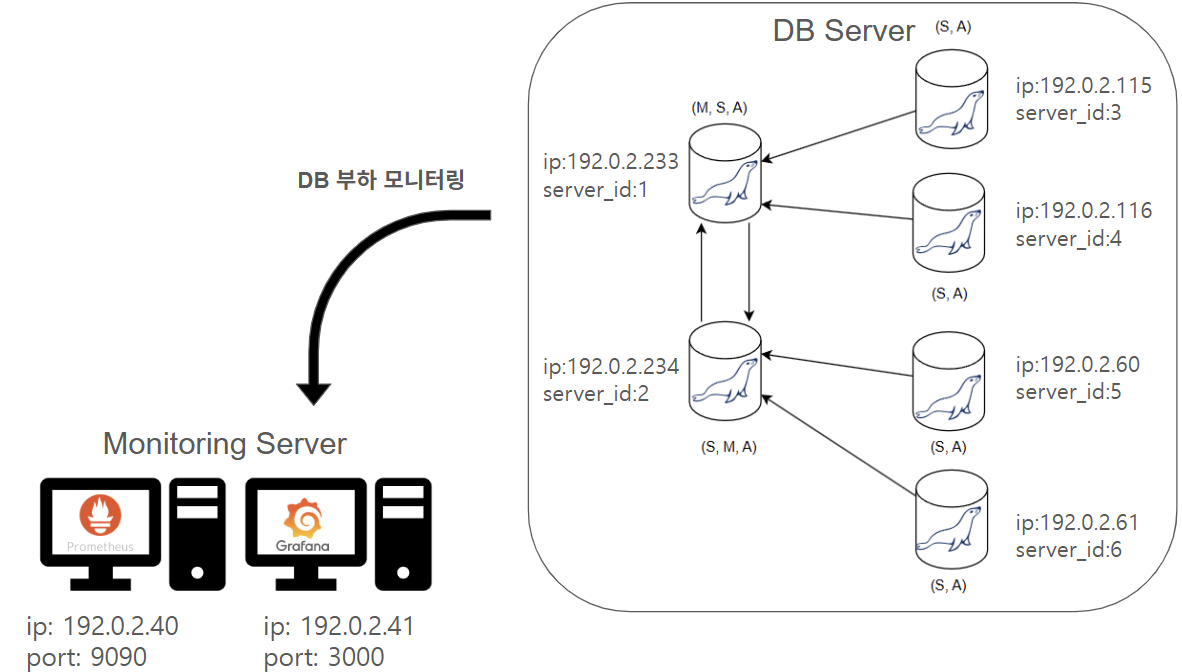 DB Server
(S, A)
ip:192.0.2.115
server_id:3
(M, S, A)
ip:192.0.2.233
server_id:1
DB 부하 모니터링
ip:192.0.2.116
server_id:4
(S, A)
ip:192.0.2.234
server_id:2
(S, M, A)
ip:192.0.2.60
server_id:5
(S, A)
ip:192.0.2.61
server_id:6
(S, A)
Monitoring Server
Prometheus
Grafana
ip: 192.0.2.40
port: 9090
ip: 192.0.2.41
port: 3000